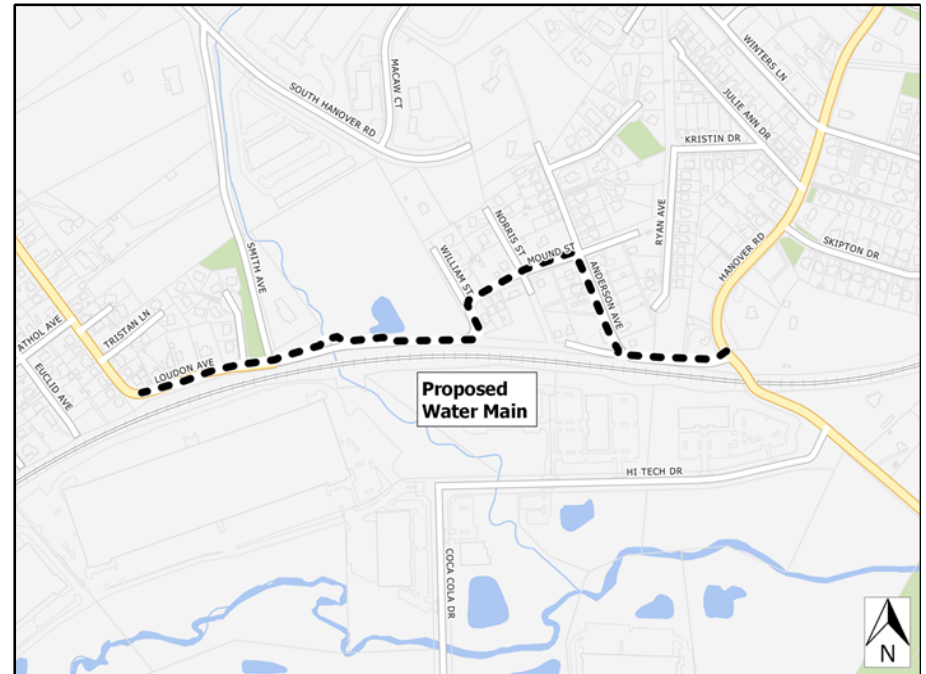 WINTERS LN
MACAW CT
SOUTH HANOVER RD
JULIE ANN DR
KRISTIN DR
RYAN AVE
NORRIS ST
HANOVER RD
SKIPTON DR
SMITH AVE
WILLIAM ST
MOUND ST
ANDERSON AVE
ATHOL AVE
TRISTAN LN
EUCLID AVE
LOUDON AVE
Proposed
Water Main
HI TECH DR
COCA COLA DR
N